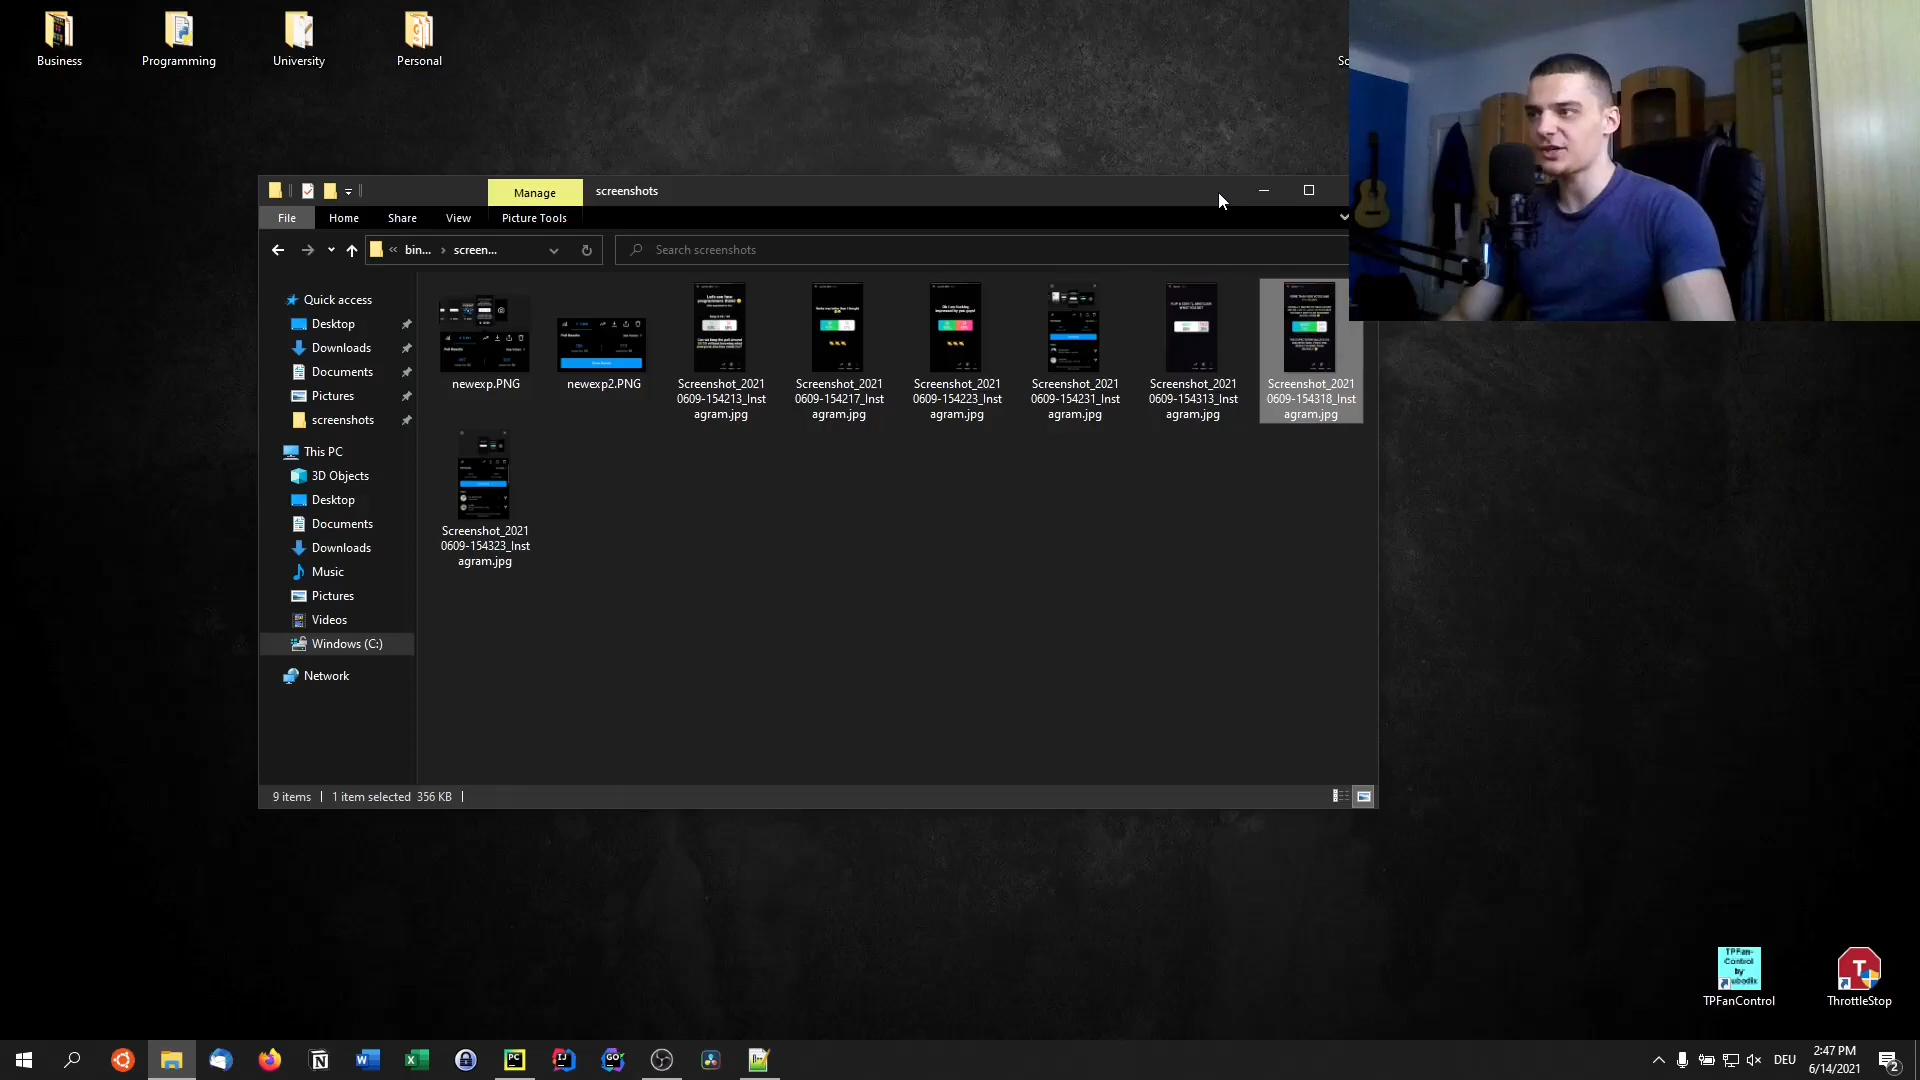 Business
Programming
University
Personal
Manage
screenshots
File
Home
Share
View
Picture Tools
bin...
screen...
Search screenshots
Quick access
Desktop
Downloads
Documents
Pictures
screenshots
This PC
3D Objects
Desktop
Documents
Downloads
Music
Pictures
Videos
Windows (C:)
Network
newexp.PNG
newexp2.PNG
Screenshot_2021
0609-154213_Inst
agram.jpg
Screenshot_2021
0609-154217_Inst
agram.jpg
Screenshot_2021
0609-154223_Inst
agram.jpg
Screenshot_2021
0609-154231_Inst
agram.jpg
Screenshot_2021
0609-154313_Inst
agram.jpg
Screenshot_2021
0609-154318_Inst
agram.jpg
Screenshot_2021
0609-154323_Inst
agram.jpg
9 items
1 item selected 356 KB
TPFan-
Control
by
TPFanControl
ThrottleStop
DEU
2:47 PM
6/14/2021
2